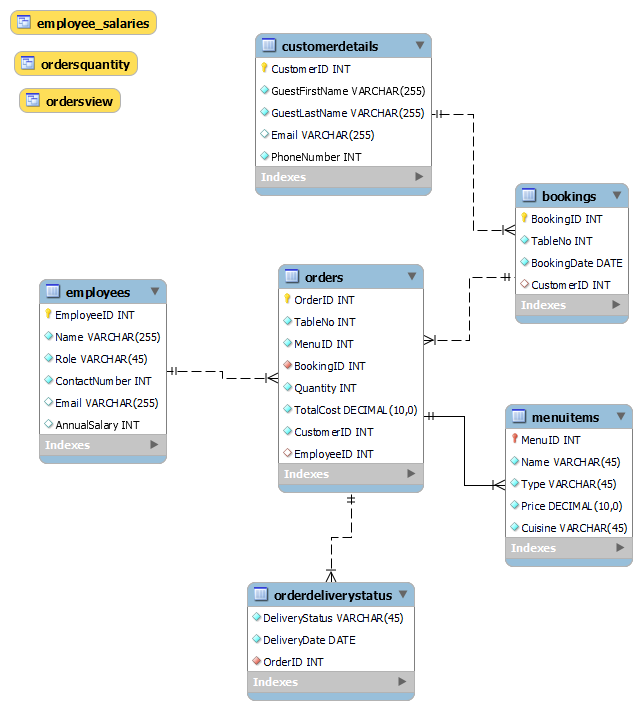 employee_salaries
ordersquantity
ordersview
customerdetails
CustomerID INT
GuestFirstName VARCHAR(255)
GuestLastName VARCHAR(255)
Email VARCHAR(255)
PhoneNumber INT
Indexes
bookings
BookingID INT
TableNo INT
BookingDate DATE
CustomerID INT
Indexes
employees
EmployeeID INT
Name VARCHAR(255)
Role VARCHAR(45)
ContactNumber INT
Email VARCHAR(255)
AnnualSalary INT
Indexes
orders
OrderID INT
TableNo INT
MenuID INT
BookingID INT
Quantity INT
TotalCost DECIMAL(10,0)
CustomerID INT
EmployeeID INT
Indexes
menuitems
MenuID INT
Name VARCHAR(45)
Type VARCHAR(45)
Price DECIMAL(10,0)
Cuisine VARCHAR(45)
Indexes
orderdeliverystatus
DeliveryStatus VARCHAR(45)
DeliveryDate DATE
OrderID INT
Indexes